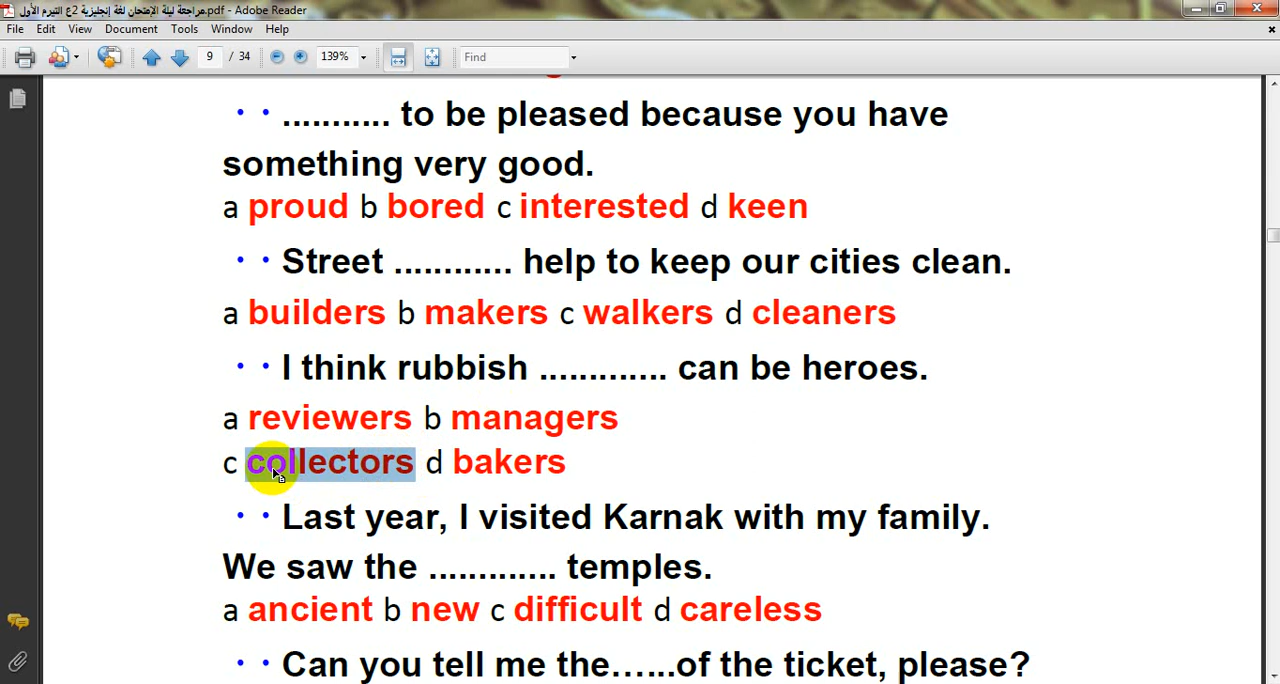 مراجعة ليلة الإمتحان لغة إنجليزية 2ع التيرم الأول.pdf - Adobe Reader
File Edit View Document Tools Window Help
9 / 34 139% Find
........... to be pleased because you have
something very good.
a proud b bored c interested d keen
Street ............ help to keep our cities clean.
a builders b makers c walkers d cleaners
I think rubbish ............. can be heroes.
a reviewers b managers
c collectors d bakers
Last year, I visited Karnak with my family.
We saw the ............. temples.
a ancient b new c difficult d careless
Can you tell me the......of the ticket, please?